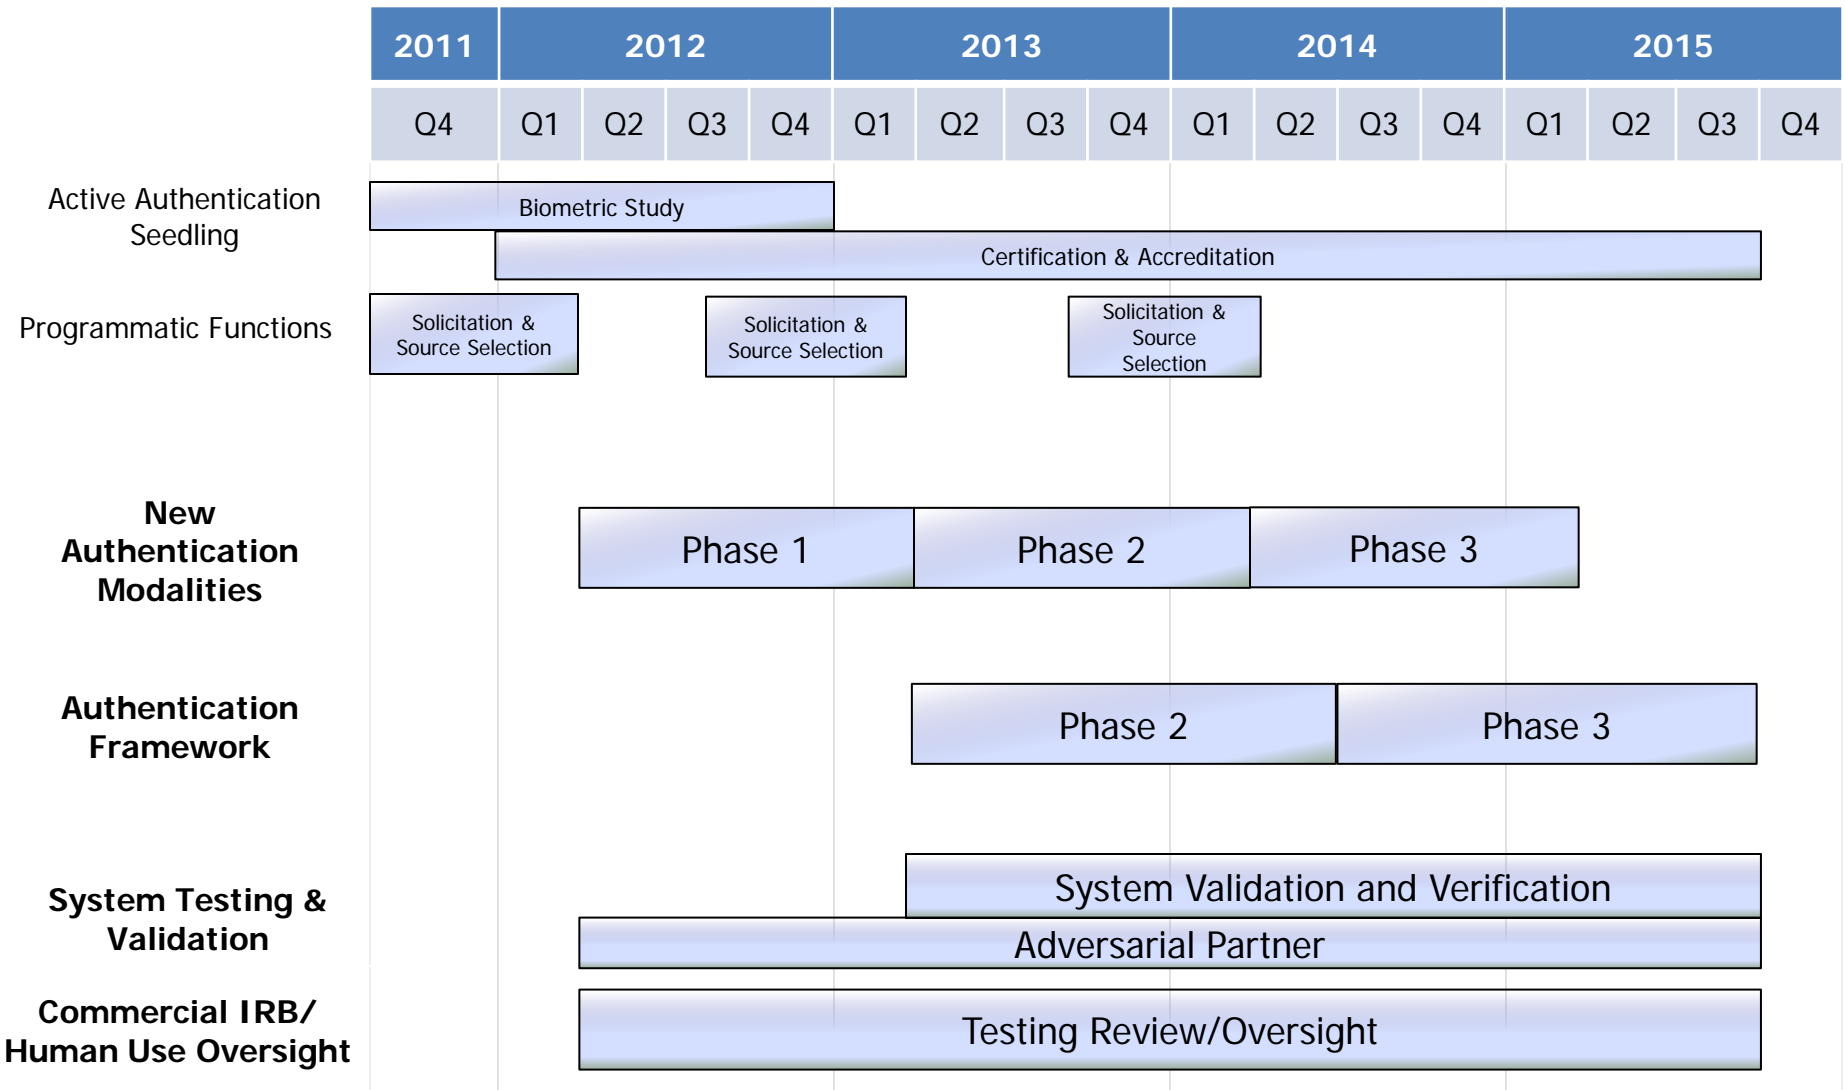 2011 2012 2013 2014 2015
Q4 Q1 Q2 Q3 Q4 Q1 Q2 Q3 Q4 Q1 Q2 Q3 Q4 Q1 Q2 Q3 Q4
Active Authentication
Seedling
Biometric Study
Certification & Accreditation
Programmatic Functions
Solicitation &
Source Selection
Solicitation &
Source Selection
Solicitation &
Source
Selection
New
Authentication
Modalities
Phase 1
Phase 2
Phase 3
Authentication
Framework
Phase 2
Phase 3
System Testing &
Validation
System Validation and Verification
Adversarial Partner
Commercial IRB/
Human Use Oversight
Testing Review/Oversight